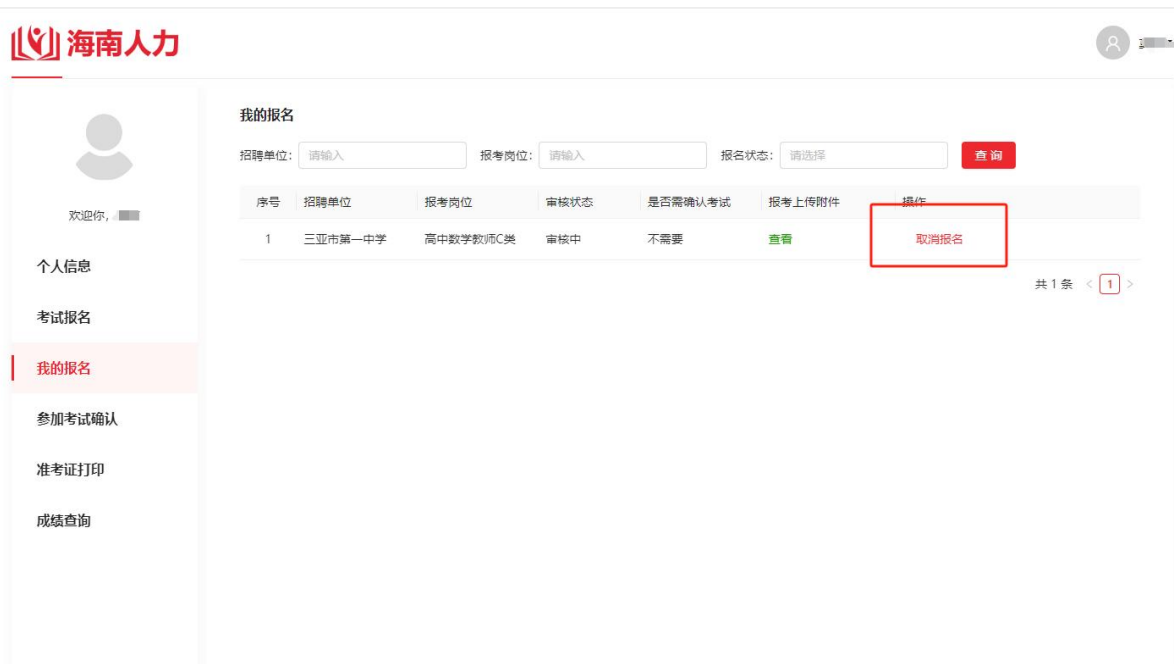 海南人力
欢迎你,
个人信息
考试报名
我的报名
参加考试确认
准考证打印
成绩查询
我的报名
招聘单位: 请输入 报考岗位: 请输入 报名状态: 请选择 查询
序号 招聘单位 报考岗位 审核状态 是否需确认考试 报考上传附件 操作
1 三亚市第一中学 高中数学教师C类 审核中 不需要 查看 取消报名
共 1 条 < 1 >